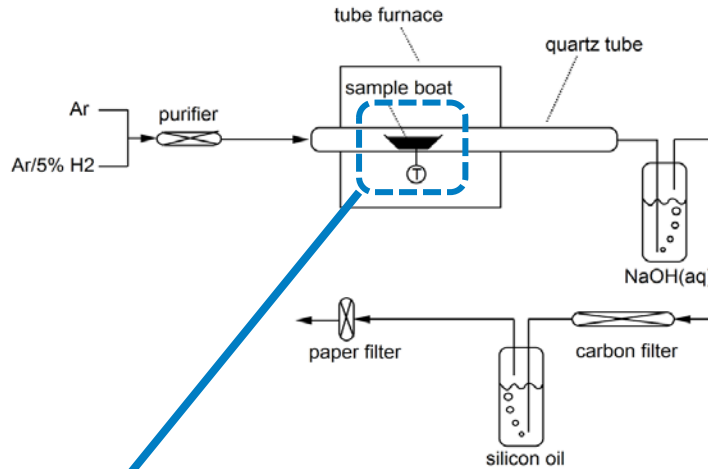 tube furnace
quartz tube
sample boat
Ar
purifier
Ar/5% H2
T
NaOH(aq)
paper filter
carbon filter
silicon oil